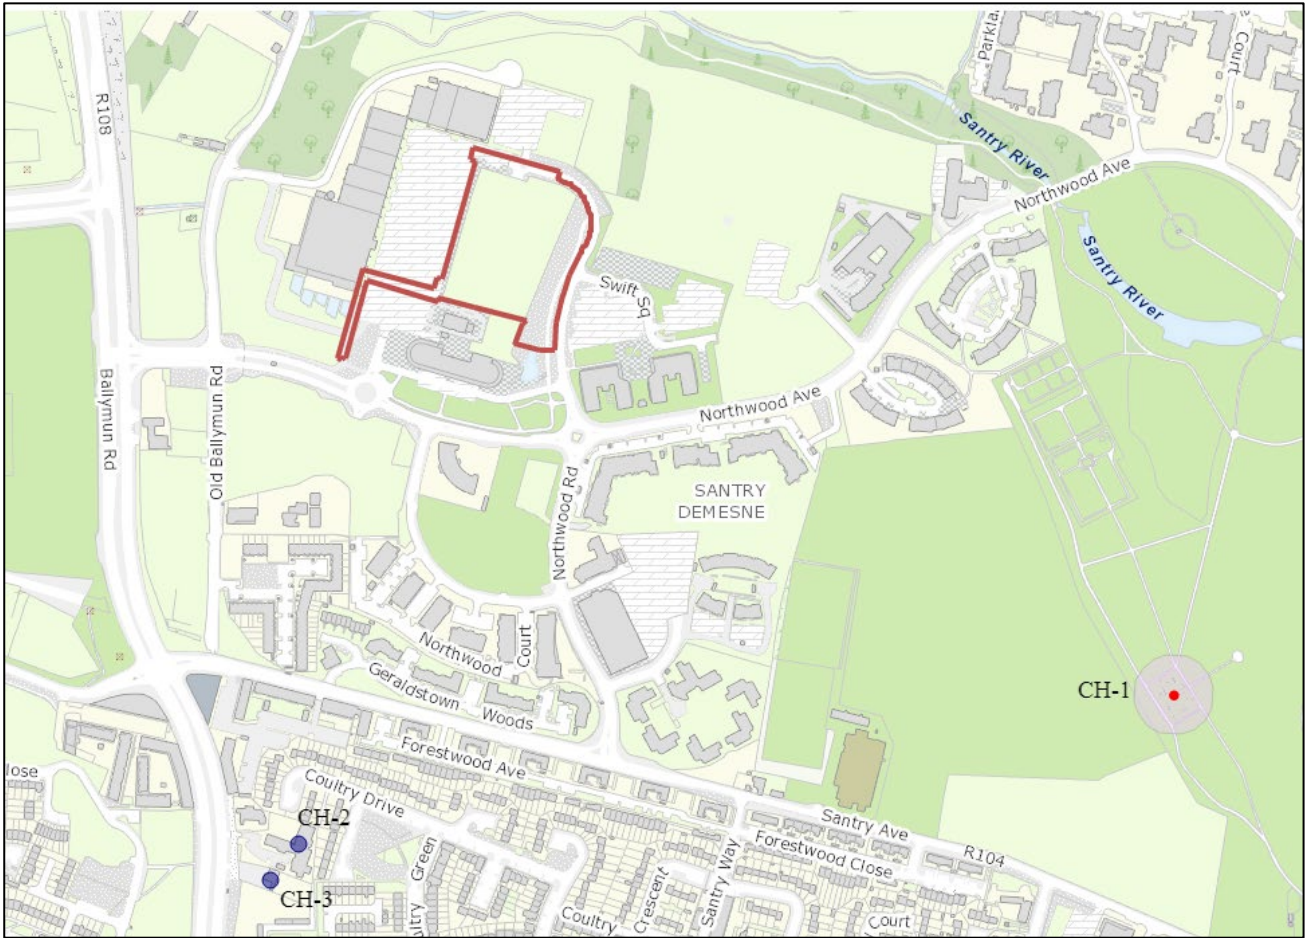 Parkla
e Court
R108
Santry River
Northwood Ave
Santry River
Swift Sq
Ballymun Rd
Old Ballymun Rd
Northwood Ave
Northwood Rd
SANTRY
DEMESNE
Northwood Court
Geraldstown Woods
CH-1
Forestwood Ave
lose
Coultry Drive
CH-2
Santry Ave
R104
Forestwood Close
CH-3
ltry Green
Crescent
Santry Way
Coultry
Court